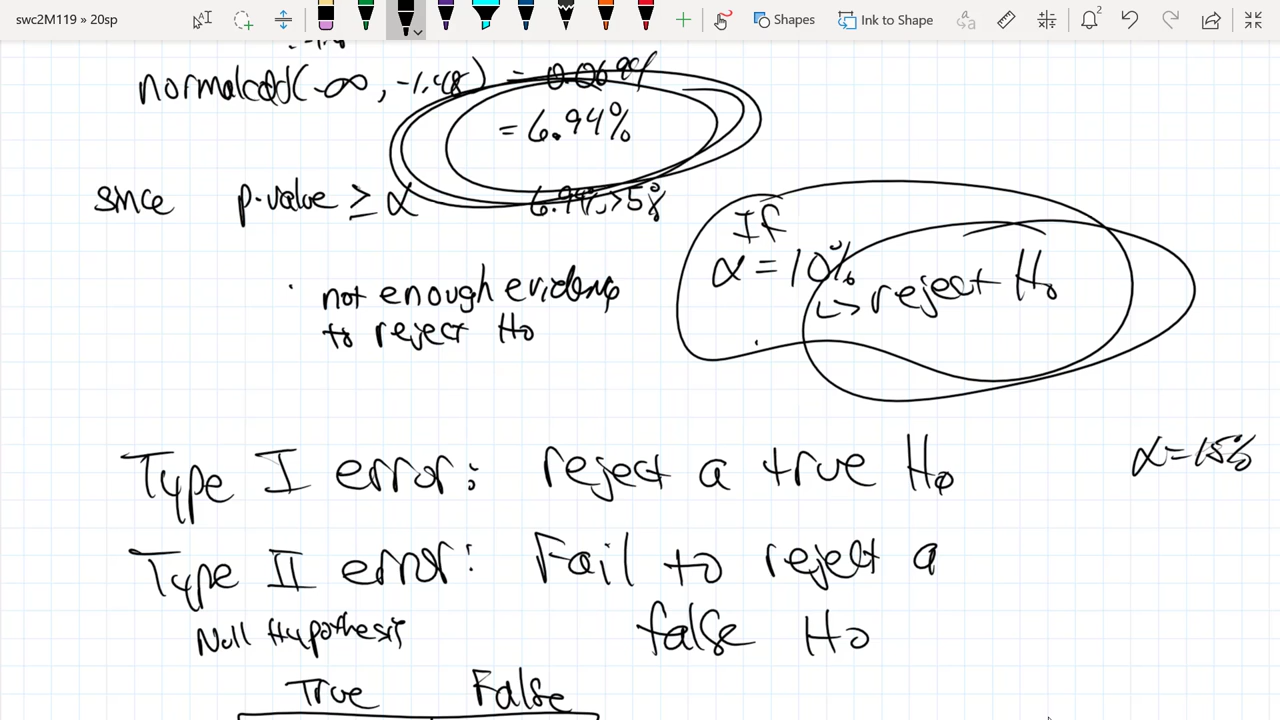 swc2M119 » 20sp
Shapes
Ink to Shape
2
normalcdf(-∞, -1.48) = 0.0694
= 6.94%
since p-value ≥ α 6.94% > 5%
If
α = 10%
↳ reject H0
not enough evidence
to reject H0
α = 15%
Type I error: reject a true H0
Type II error: Fail to reject a
false H0
Null Hypothesis
True False